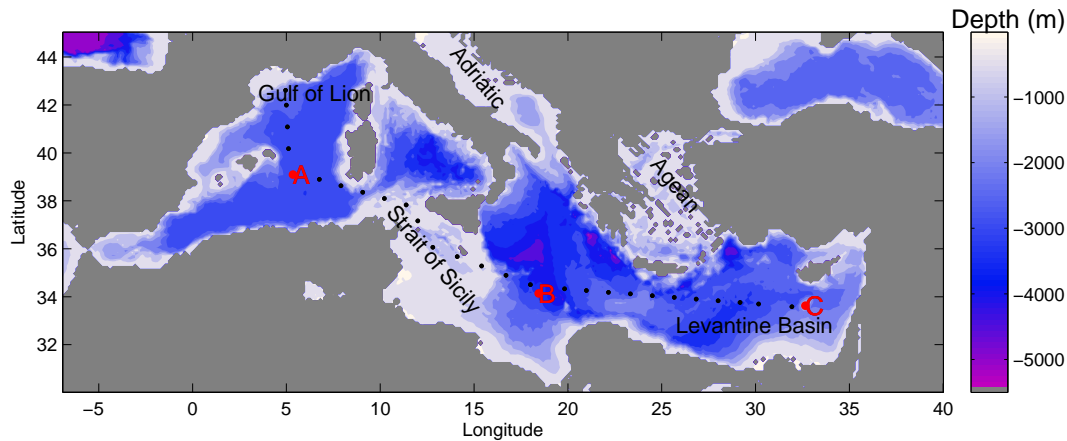 Depth (m)
44
42
40
38
36
34
32
Latitude
Adriatic
Gulf of Lion
A
Agean
Strait of Sicily
B
C
Levantine Basin
−1000
−2000
−3000
−4000
−5000
−5
0
5
10
15
20
25
30
35
40
Longitude